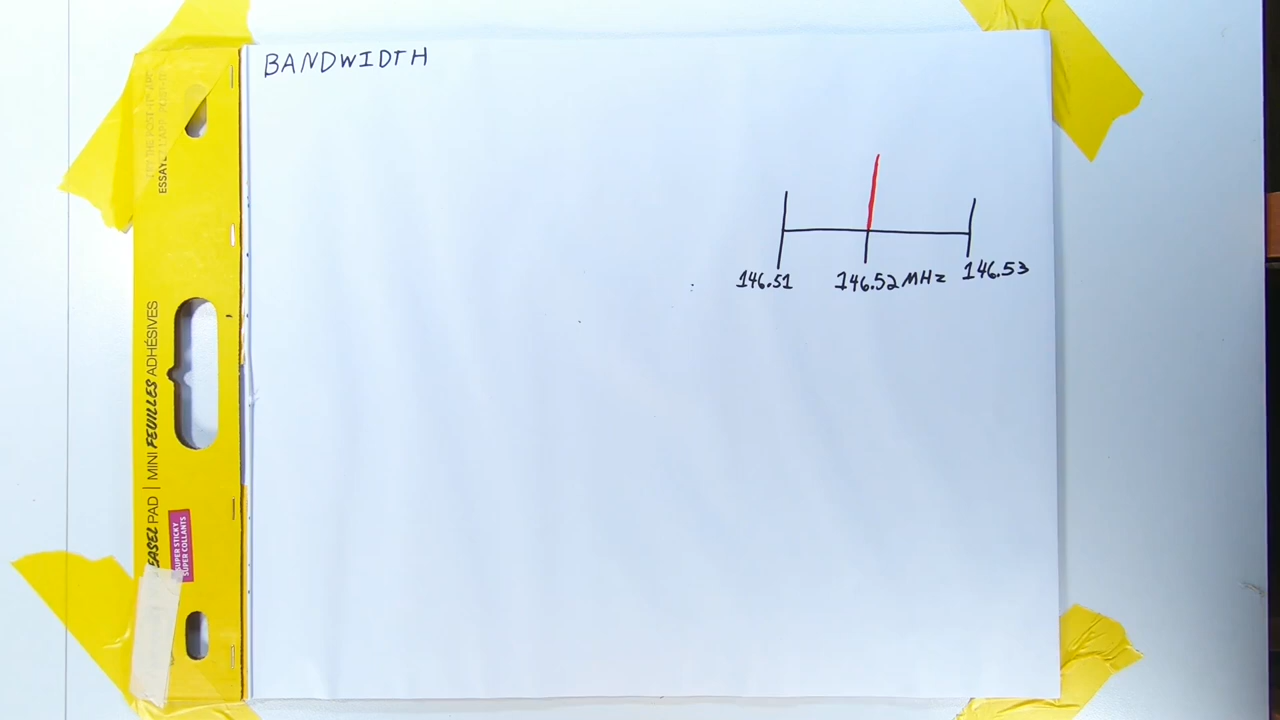 BANDWIDTH
146.51 146.52 MHz 146.53
EASEL PAD | MINI FEUILLES ADHÉSIVES
SUPER STICKY
SUPER COLLANTS